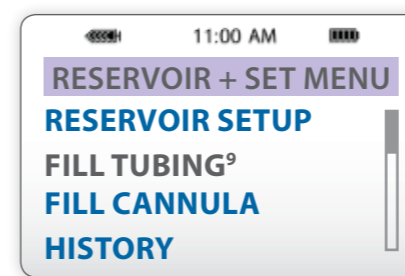 11:00 AM
RESERVOIR + SET MENU
RESERVOIR SETUP
FILL TUBING⁹
FILL CANNULA
HISTORY